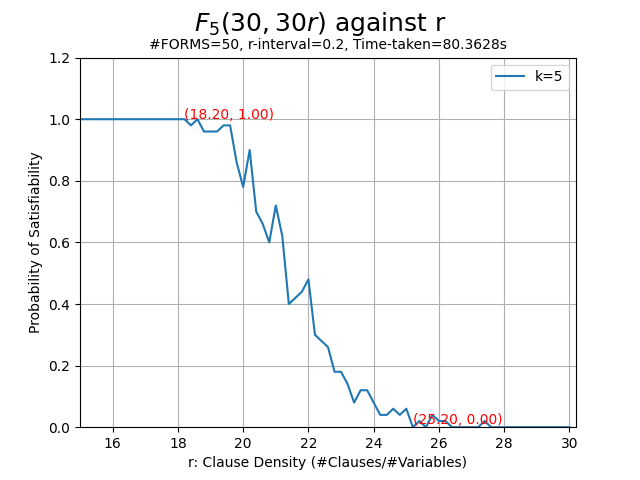 F₅(30, 30r) against r
#FORMS=50, r-interval=0.2, Time-taken=80.3628s
k=5
(18.20, 1.00)
(25.20, 0.00)
Probability of Satisfiability
1.2
1.0
0.8
0.6
0.4
0.2
0.0
16 18 20 22 24 26 28 30
r: Clause Density (#Clauses/#Variables)